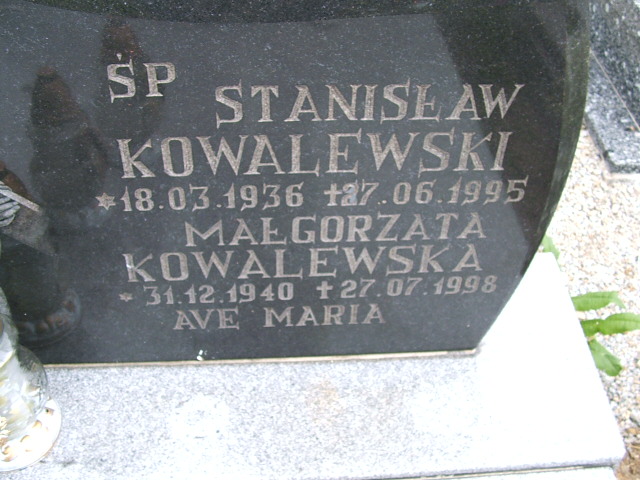 ŚP
STANISŁAW
KOWALEWSKI
*18.03.1936 +27.06.1995
MAŁGORZATA
KOWALEWSKA
*31.12.1940 +27.07.1998
AVE MARIA